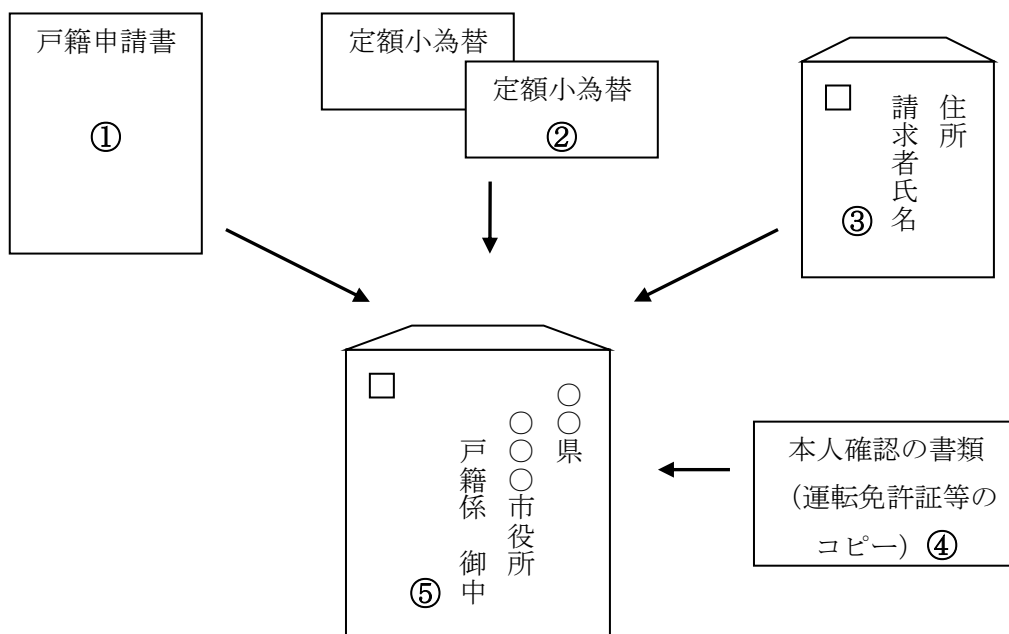 戸籍申請書
①
定額小為替
定額小為替
②
住所
請求者氏名
③
○○県
○○○市役所
戸籍係　御中
⑤
本人確認の書類
（運転免許証等の
コピー）④